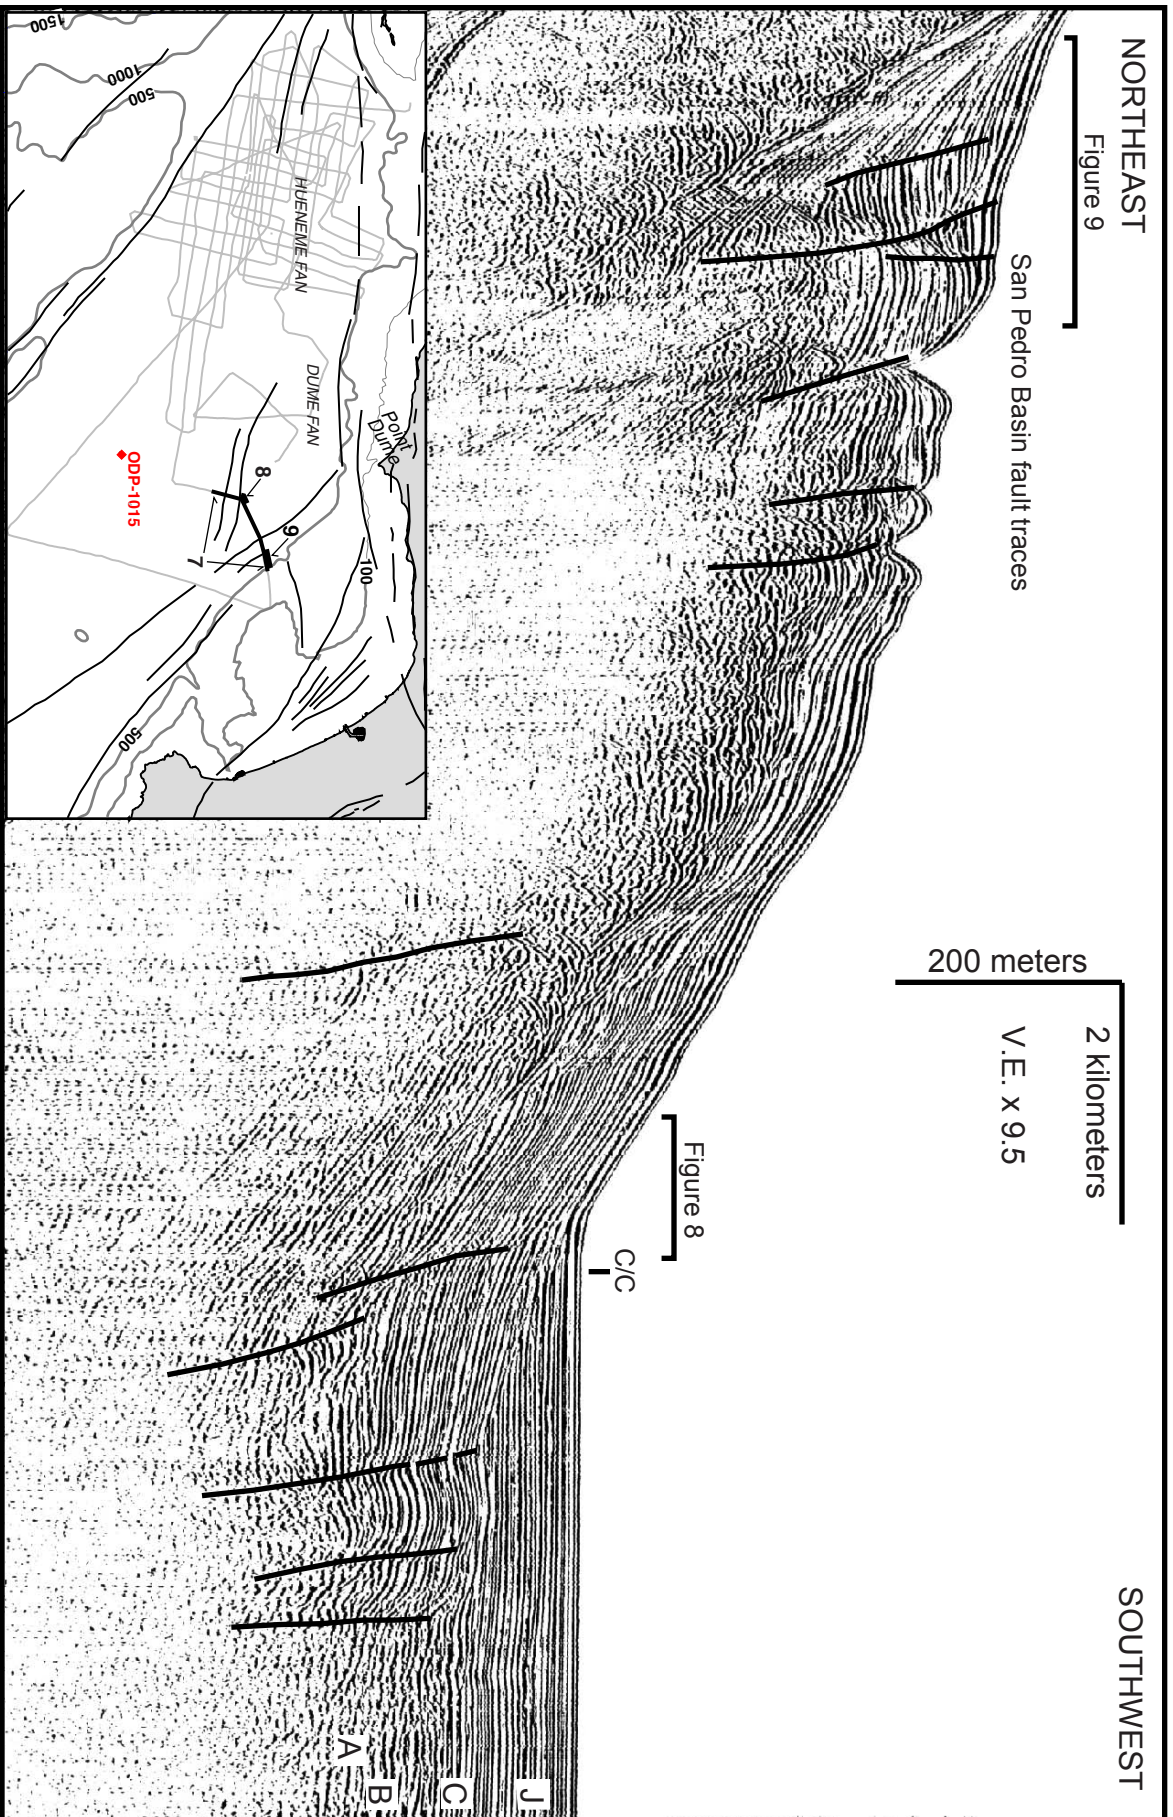 NORTHEAST
SOUTHWEST
Figure 9
San Pedro Basin fault traces
2 kilometers
200 meters
V.E. x 9.5
Figure 8
C/C
A
B
C
J
1500
1000
500
HUENEME FAN
DUME FAN
Point
Dume
100
8
9
7
ODP-1015
500